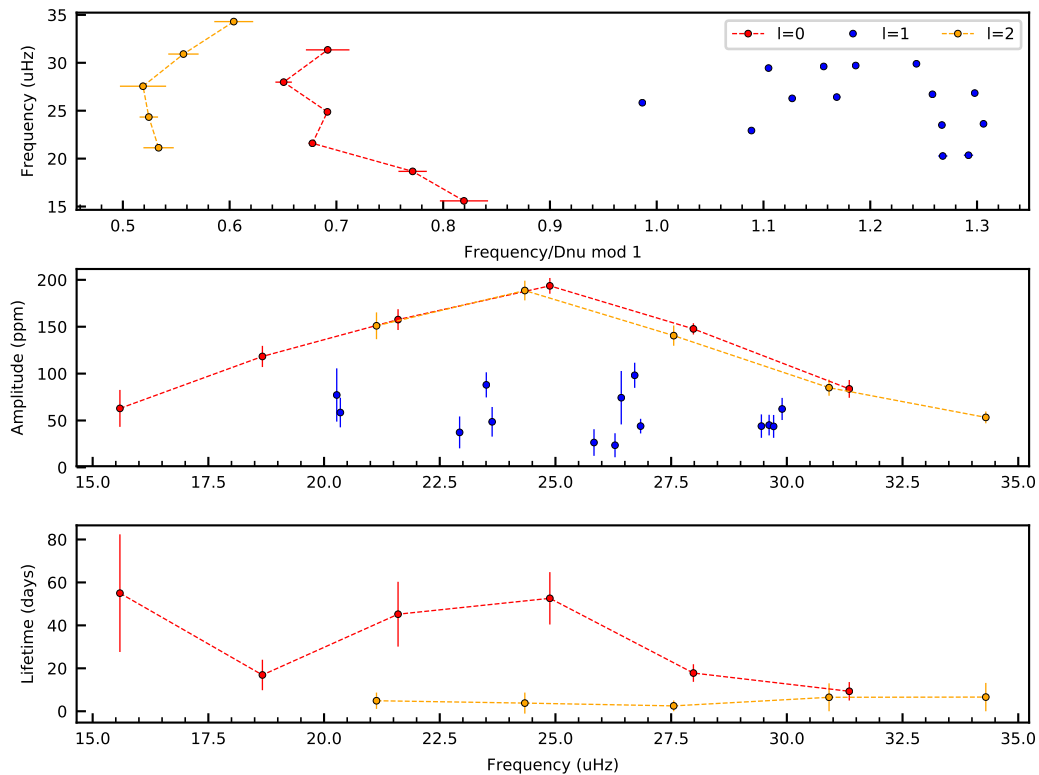 35
30
25
20
15
Frequency (uHz)
l=0 l=1 l=2
0.5 0.6 0.7 0.8 0.9 1.0 1.1 1.2 1.3
Frequency/Dnu mod 1
200
150
100
50
0
Amplitude (ppm)
15.0 17.5 20.0 22.5 25.0 27.5 30.0 32.5 35.0
80
60
40
20
0
Lifetime (days)
15.0 17.5 20.0 22.5 25.0 27.5 30.0 32.5 35.0
Frequency (uHz)